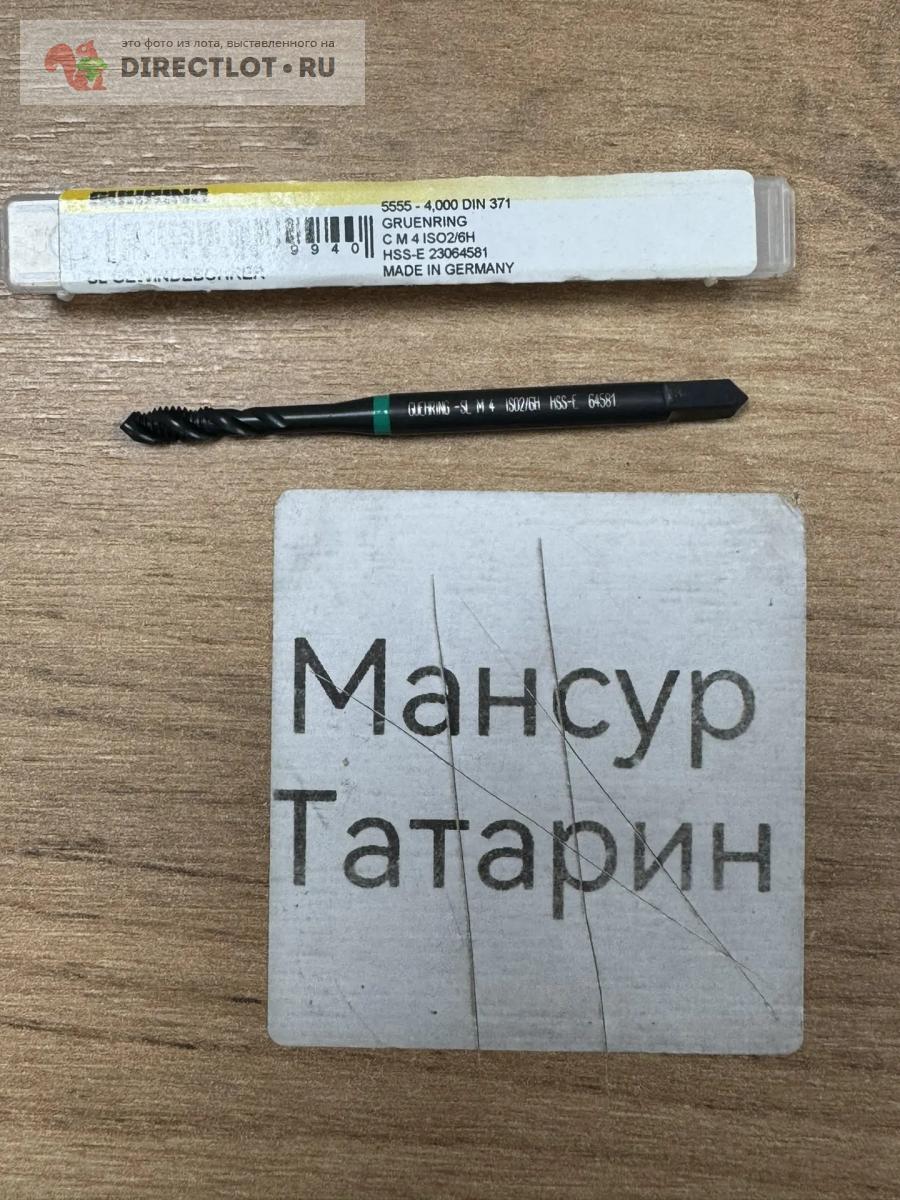 это фото из лота, выставленного на
DIRECTLOT•RU
GUHRING
5555 - 4,000 DIN 371
GRUENRING
C M 4 ISO2/6H
HSS-E 23064581
MADE IN GERMANY
9940
GUEHRING -SL M 4 ISO2/6H HSS-E 64581
Мансур
Татарин